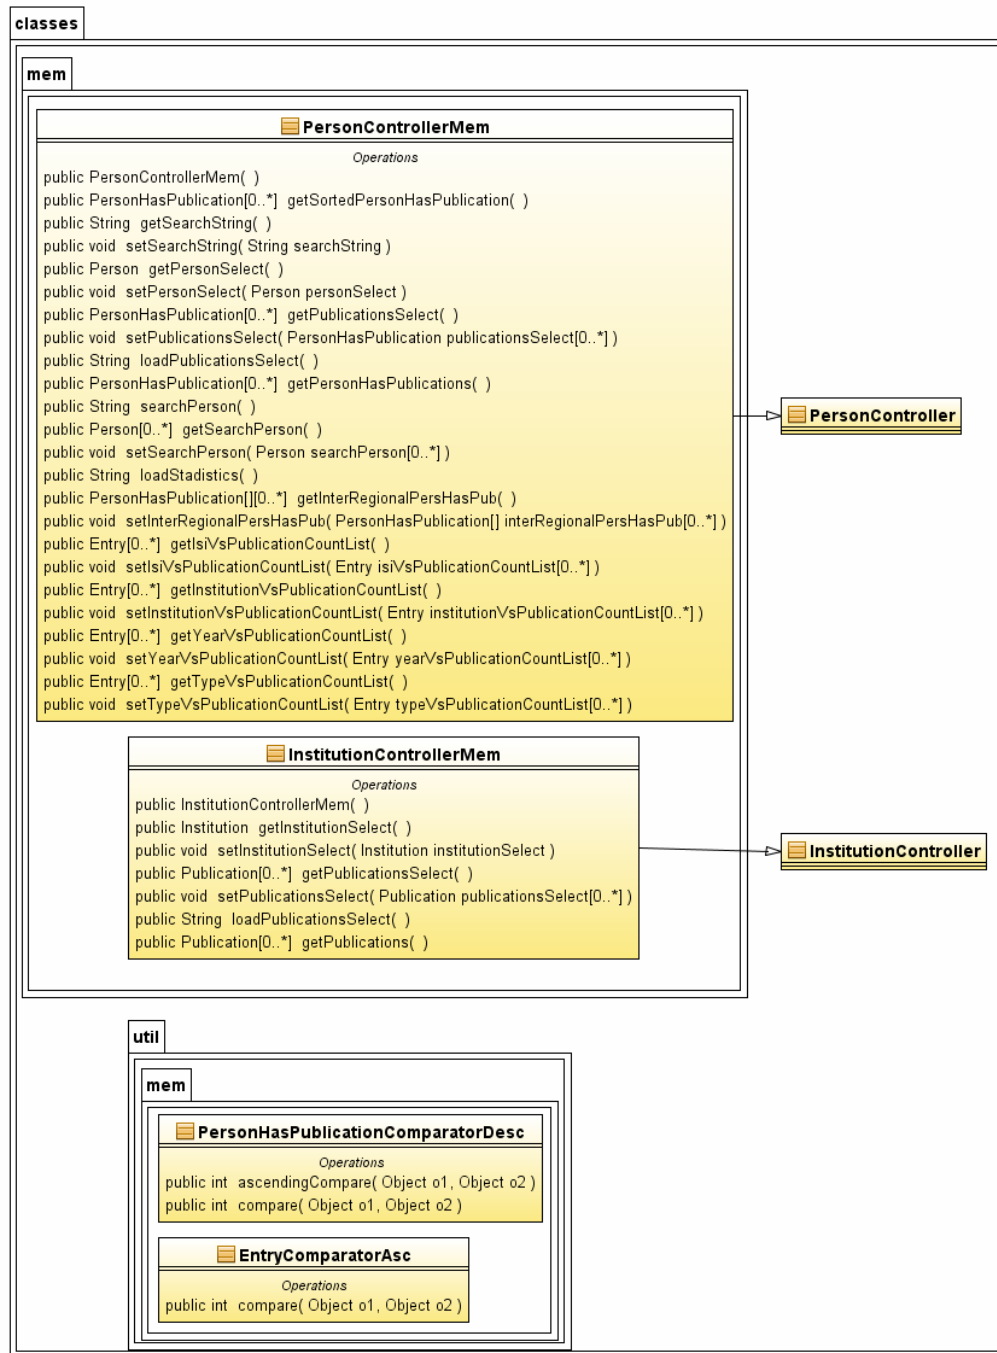 classes
mem
PersonControllerMem
Operations
public PersonControllerMem( )
public PersonHasPublication[0..*] getSortedPersonHasPublication( )
public String getSearchString( )
public void setSearchString( String searchString )
public Person getPersonSelect( )
public void setPersonSelect( Person personSelect )
public PersonHasPublication[0..*] getPublicationsSelect( )
public void setPublicationsSelect( PersonHasPublication publicationsSelect[0..*] )
public String loadPublicationsSelect( )
public PersonHasPublication[0..*] getPersonHasPublications( )
public String searchPerson( )
public Person[0..*] getSearchPerson( )
public void setSearchPerson( Person searchPerson[0..*] )
public String loadStadistics( )
public PersonHasPublication[][0..*] getInterRegionalPersHasPub( )
public void setInterRegionalPersHasPub( PersonHasPublication[] interRegionalPersHasPub[0..*] )
public Entry[0..*] getIsiVsPublicationCountList( )
public void setIsiVsPublicationCountList( Entry isiVsPublicationCountList[0..*] )
public Entry[0..*] getInstitutionVsPublicationCountList( )
public void setInstitutionVsPublicationCountList( Entry institutionVsPublicationCountList[0..*] )
public Entry[0..*] getYearVsPublicationCountList( )
public void setYearVsPublicationCountList( Entry yearVsPublicationCountList[0..*] )
public Entry[0..*] getTypeVsPublicationCountList( )
public void setTypeVsPublicationCountList( Entry typeVsPublicationCountList[0..*] )
PersonController
InstitutionControllerMem
Operations
public InstitutionControllerMem( )
public Institution getInstitutionSelect( )
public void setInstitutionSelect( Institution institutionSelect )
public Publication[0..*] getPublicationsSelect( )
public void setPublicationsSelect( Publication publicationsSelect[0..*] )
public String loadPublicationsSelect( )
public Publication[0..*] getPublications( )
InstitutionController
util
mem
PersonHasPublicationComparatorDesc
Operations
public int ascendingCompare( Object o1, Object o2 )
public int compare( Object o1, Object o2 )
EntryComparatorAsc
Operations
public int compare( Object o1, Object o2 )